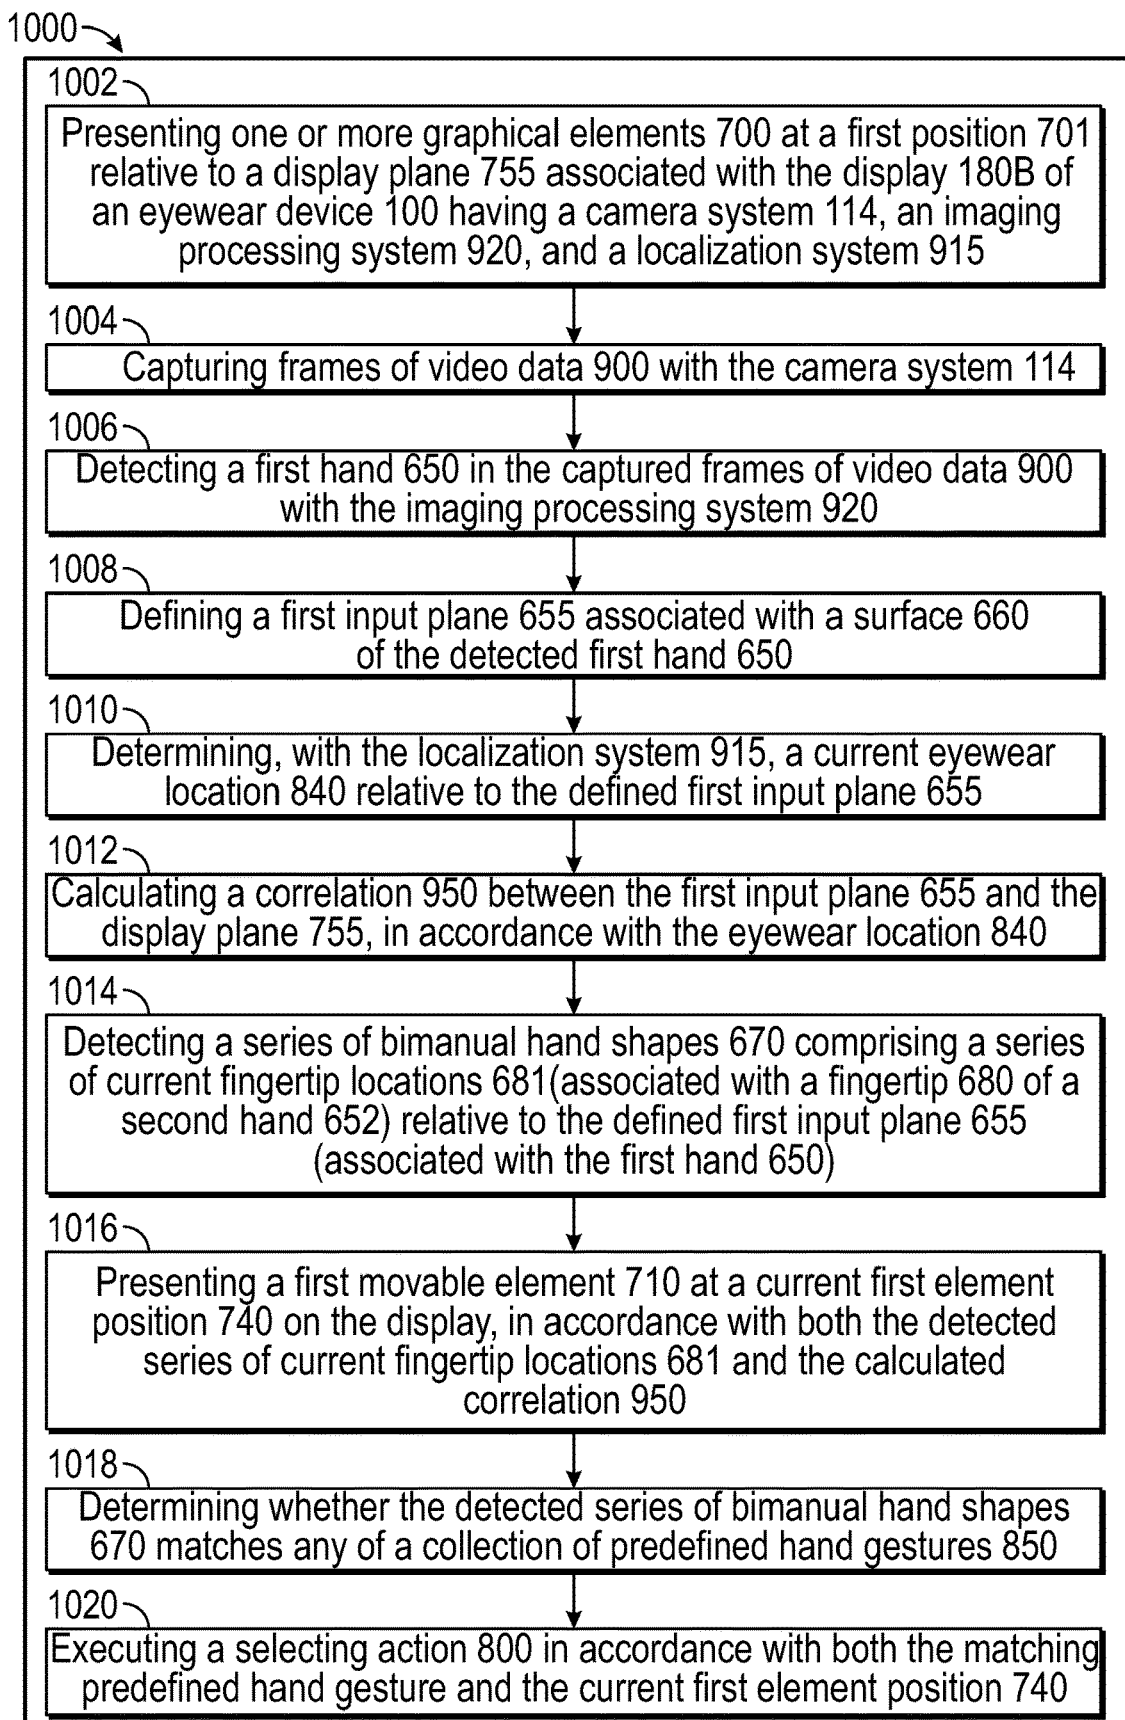 1000
1002
Presenting one or more graphical elements 700 at a first position 701
relative to a display plane 755 associated with the display 180B of
an eyewear device 100 having a camera system 114, an imaging
processing system 920, and a localization system 915
1004
Capturing frames of video data 900 with the camera system 114
1006
Detecting a first hand 650 in the captured frames of video data 900
with the imaging processing system 920
1008
Defining a first input plane 655 associated with a surface 660
of the detected first hand 650
1010
Determining, with the localization system 915, a current eyewear
location 840 relative to the defined first input plane 655
1012
Calculating a correlation 950 between the first input plane 655 and the
display plane 755, in accordance with the eyewear location 840
1014
Detecting a series of bimanual hand shapes 670 comprising a series
of current fingertip locations 681(associated with a fingertip 680 of a
second hand 652) relative to the defined first input plane 655
(associated with the first hand 650)
1016
Presenting a first movable element 710 at a current first element
position 740 on the display, in accordance with both the detected
series of current fingertip locations 681 and the calculated
correlation 950
1018
Determining whether the detected series of bimanual hand shapes
670 matches any of a collection of predefined hand gestures 850
1020
Executing a selecting action 800 in accordance with both the matching
predefined hand gesture and the current first element position 740